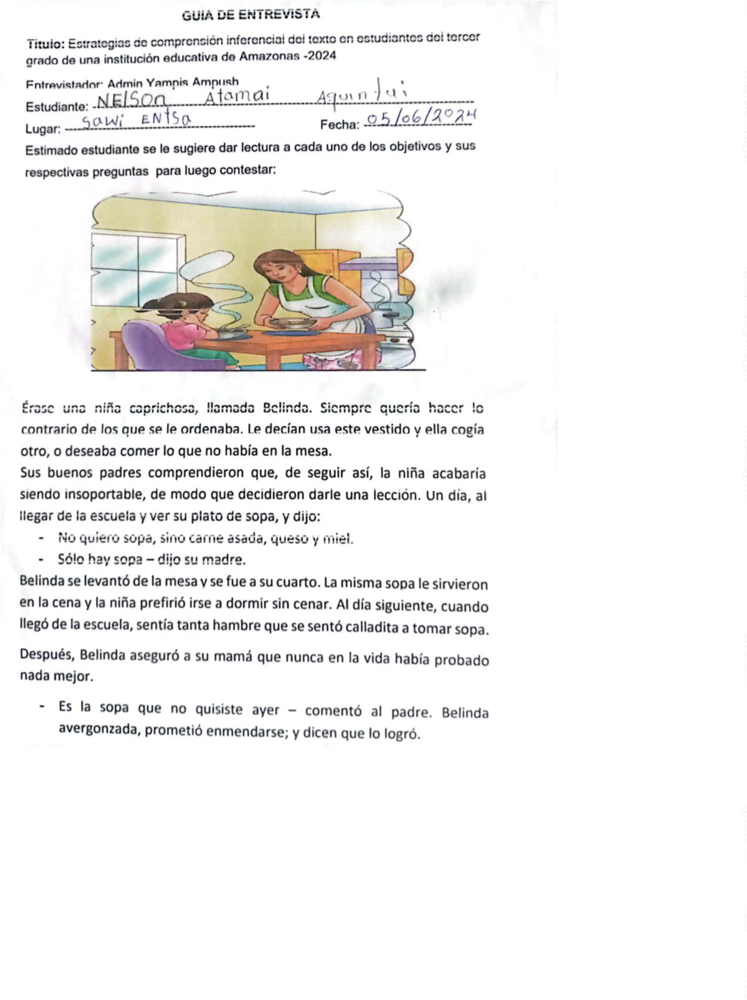 GUIA DE ENTREVISTA
Titulo: Estrategias de comprensión inferencial del texto en estudiantes del tercer
grado de una institución educativa de Amazonas -2024
Entrevistador: Admin Yampis Ampush
Estudiante: NElSon Atamai Aquintui
Lugar: sawi ENtsa Fecha: 05/06/2024
Estimado estudiante se le sugiere dar lectura a cada uno de los objetivos y sus
respectivas preguntas para luego contestar:
Érase una niña caprichosa, llamada Belinda. Siempre quería hacer lo
contrario de los que se le ordenaba. Le decían usa este vestido y ella cogía
otro, o deseaba comer lo que no había en la mesa.
Sus buenos padres comprendieron que, de seguir así, la niña acabaría
siendo insoportable, de modo que decidieron darle una lección. Un día, al
llegar de la escuela y ver su plato de sopa, y dijo:
- No quiero sopa, sino carne asada, queso y miel.
- Sólo hay sopa – dijo su madre.
Belinda se levantó de la mesa y se fue a su cuarto. La misma sopa le sirvieron
en la cena y la niña prefirió irse a dormir sin cenar. Al día siguiente, cuando
llegó de la escuela, sentía tanta hambre que se sentó calladita a tomar sopa.
Después, Belinda aseguró a su mamá que nunca en la vida había probado
nada mejor.
- Es la sopa que no quisiste ayer – comentó al padre. Belinda
avergonzada, prometió enmendarse; y dicen que lo logró.